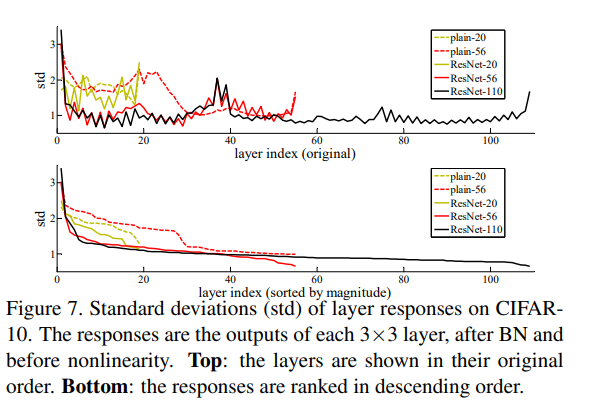 plain-20
plain-56
ResNet-20
ResNet-56
ResNet-110
3
2
1
std
0 20 40 60 80 100
layer index (original)
plain-20
plain-56
ResNet-20
ResNet-56
ResNet-110
3
2
1
std
0 20 40 60 80 100
layer index (sorted by magnitude)
Figure 7. Standard deviations (std) of layer responses on CIFAR-
10. The responses are the outputs of each 3×3 layer, after BN and
before nonlinearity. Top: the layers are shown in their original
order. Bottom: the responses are ranked in descending order.